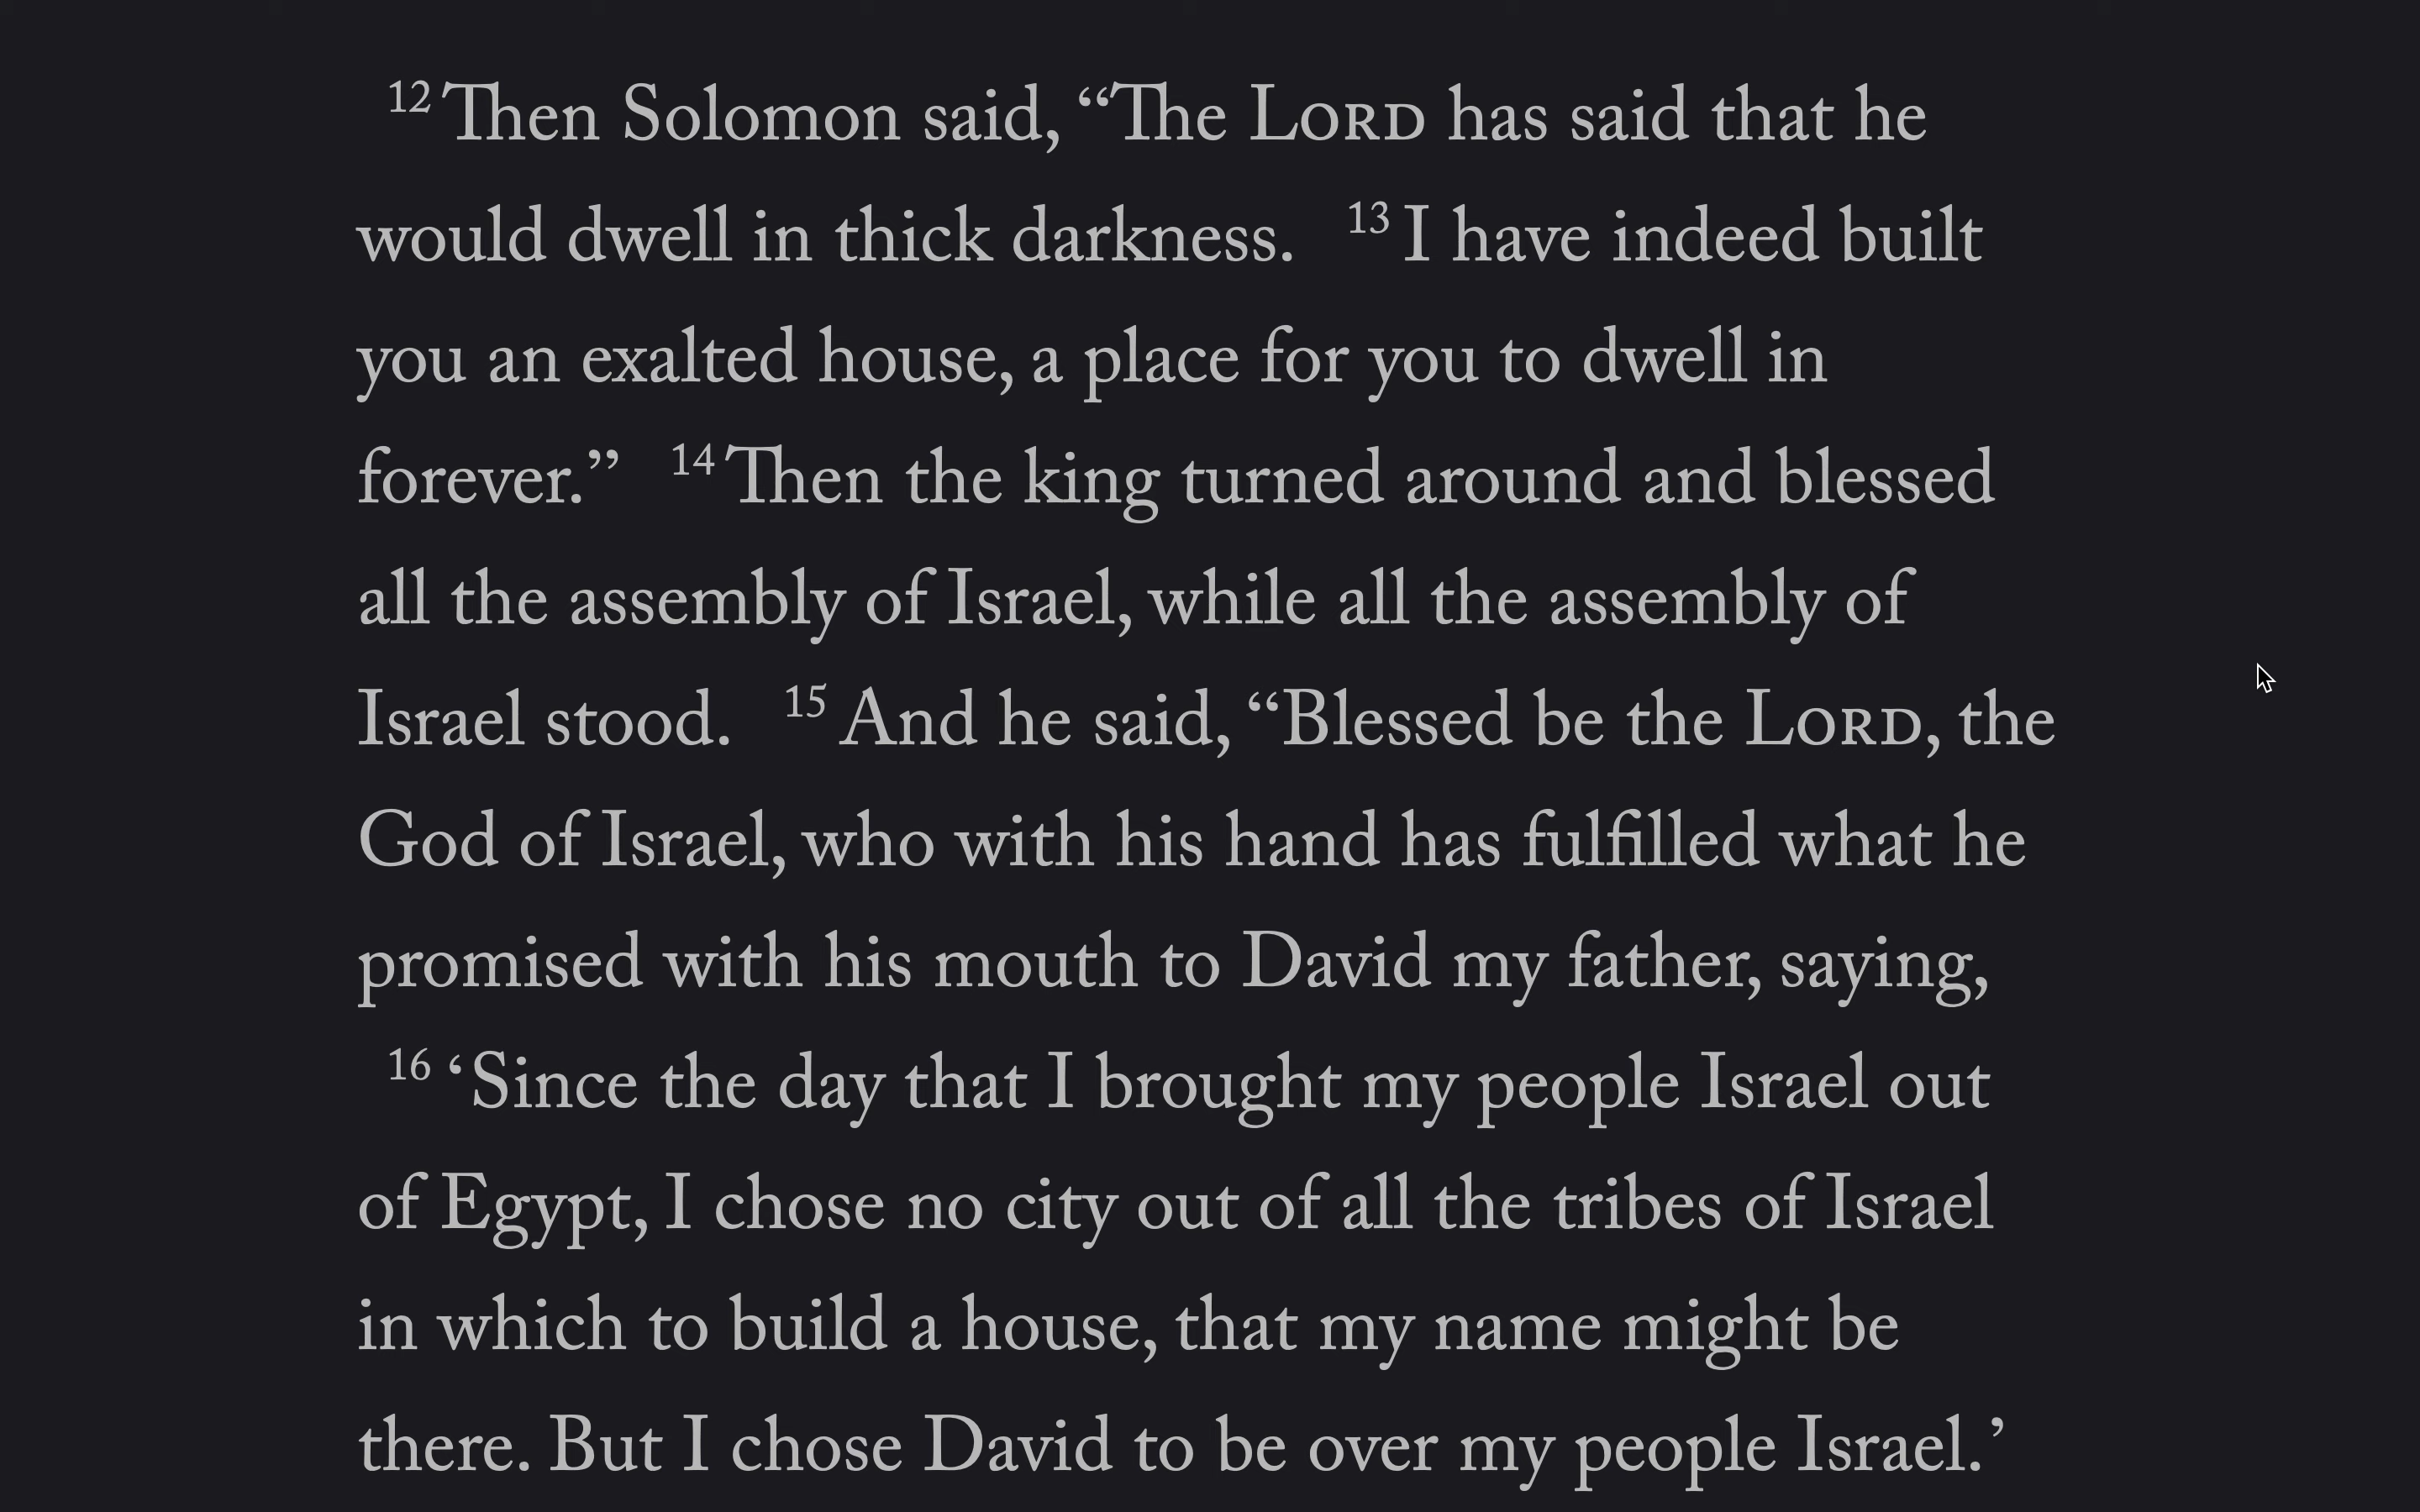 12 Then Solomon said, “The LORD has said that he
would dwell in thick darkness. 13 I have indeed built
you an exalted house, a place for you to dwell in
forever.” 14 Then the king turned around and blessed
all the assembly of Israel, while all the assembly of
Israel stood. 15 And he said, “Blessed be the LORD, the
God of Israel, who with his hand has fulfilled what he
promised with his mouth to David my father, saying,
16 ‘Since the day that I brought my people Israel out
of Egypt, I chose no city out of all the tribes of Israel
in which to build a house, that my name might be
there. But I chose David to be over my people Israel.’